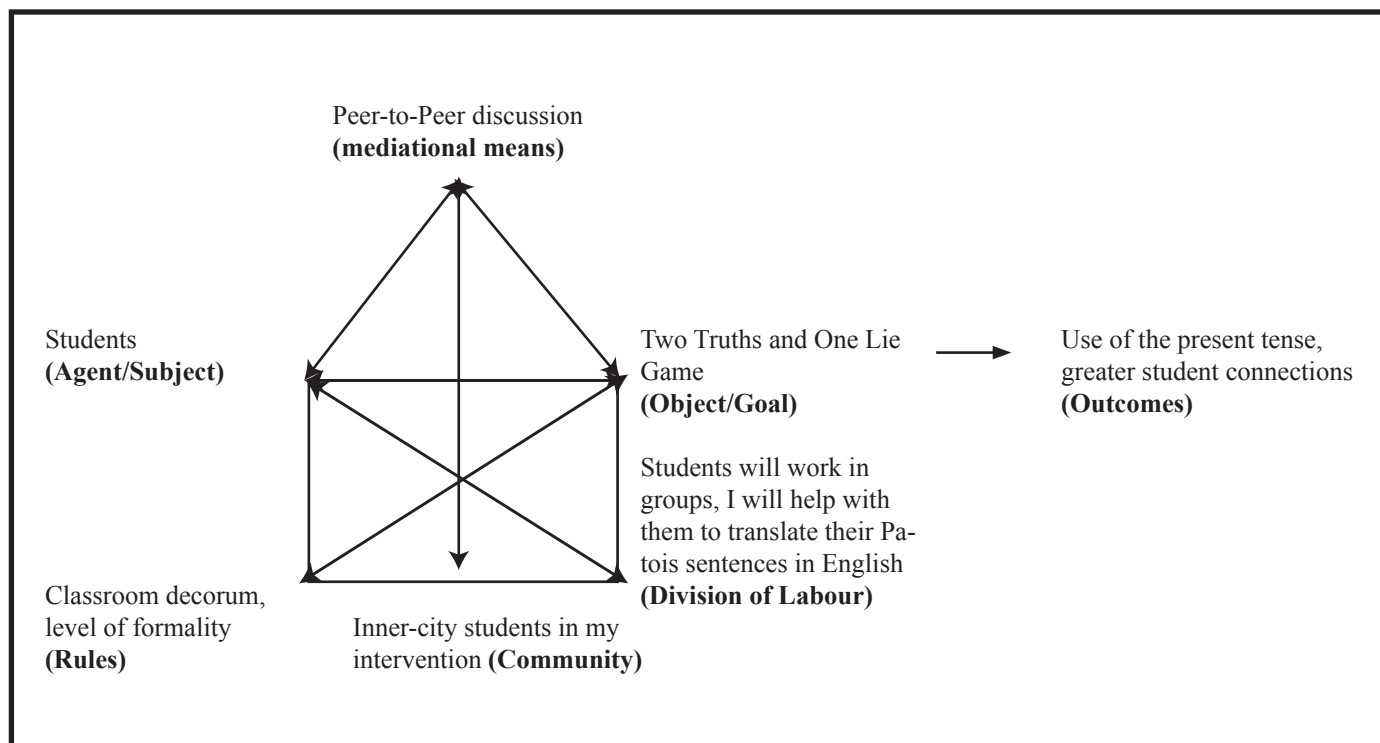 Peer-to-Peer discussion
(mediational means)
Students
(Agent/Subject)
Two Truths and One Lie
Game
(Object/Goal)
Use of the present tense,
greater student connections
(Outcomes)
Students will work in
groups, I will help with
them to translate their Pa-
tois sentences in English
(Division of Labour)
Classroom decorum,
level of formality
(Rules)
Inner-city students in my
intervention (Community)